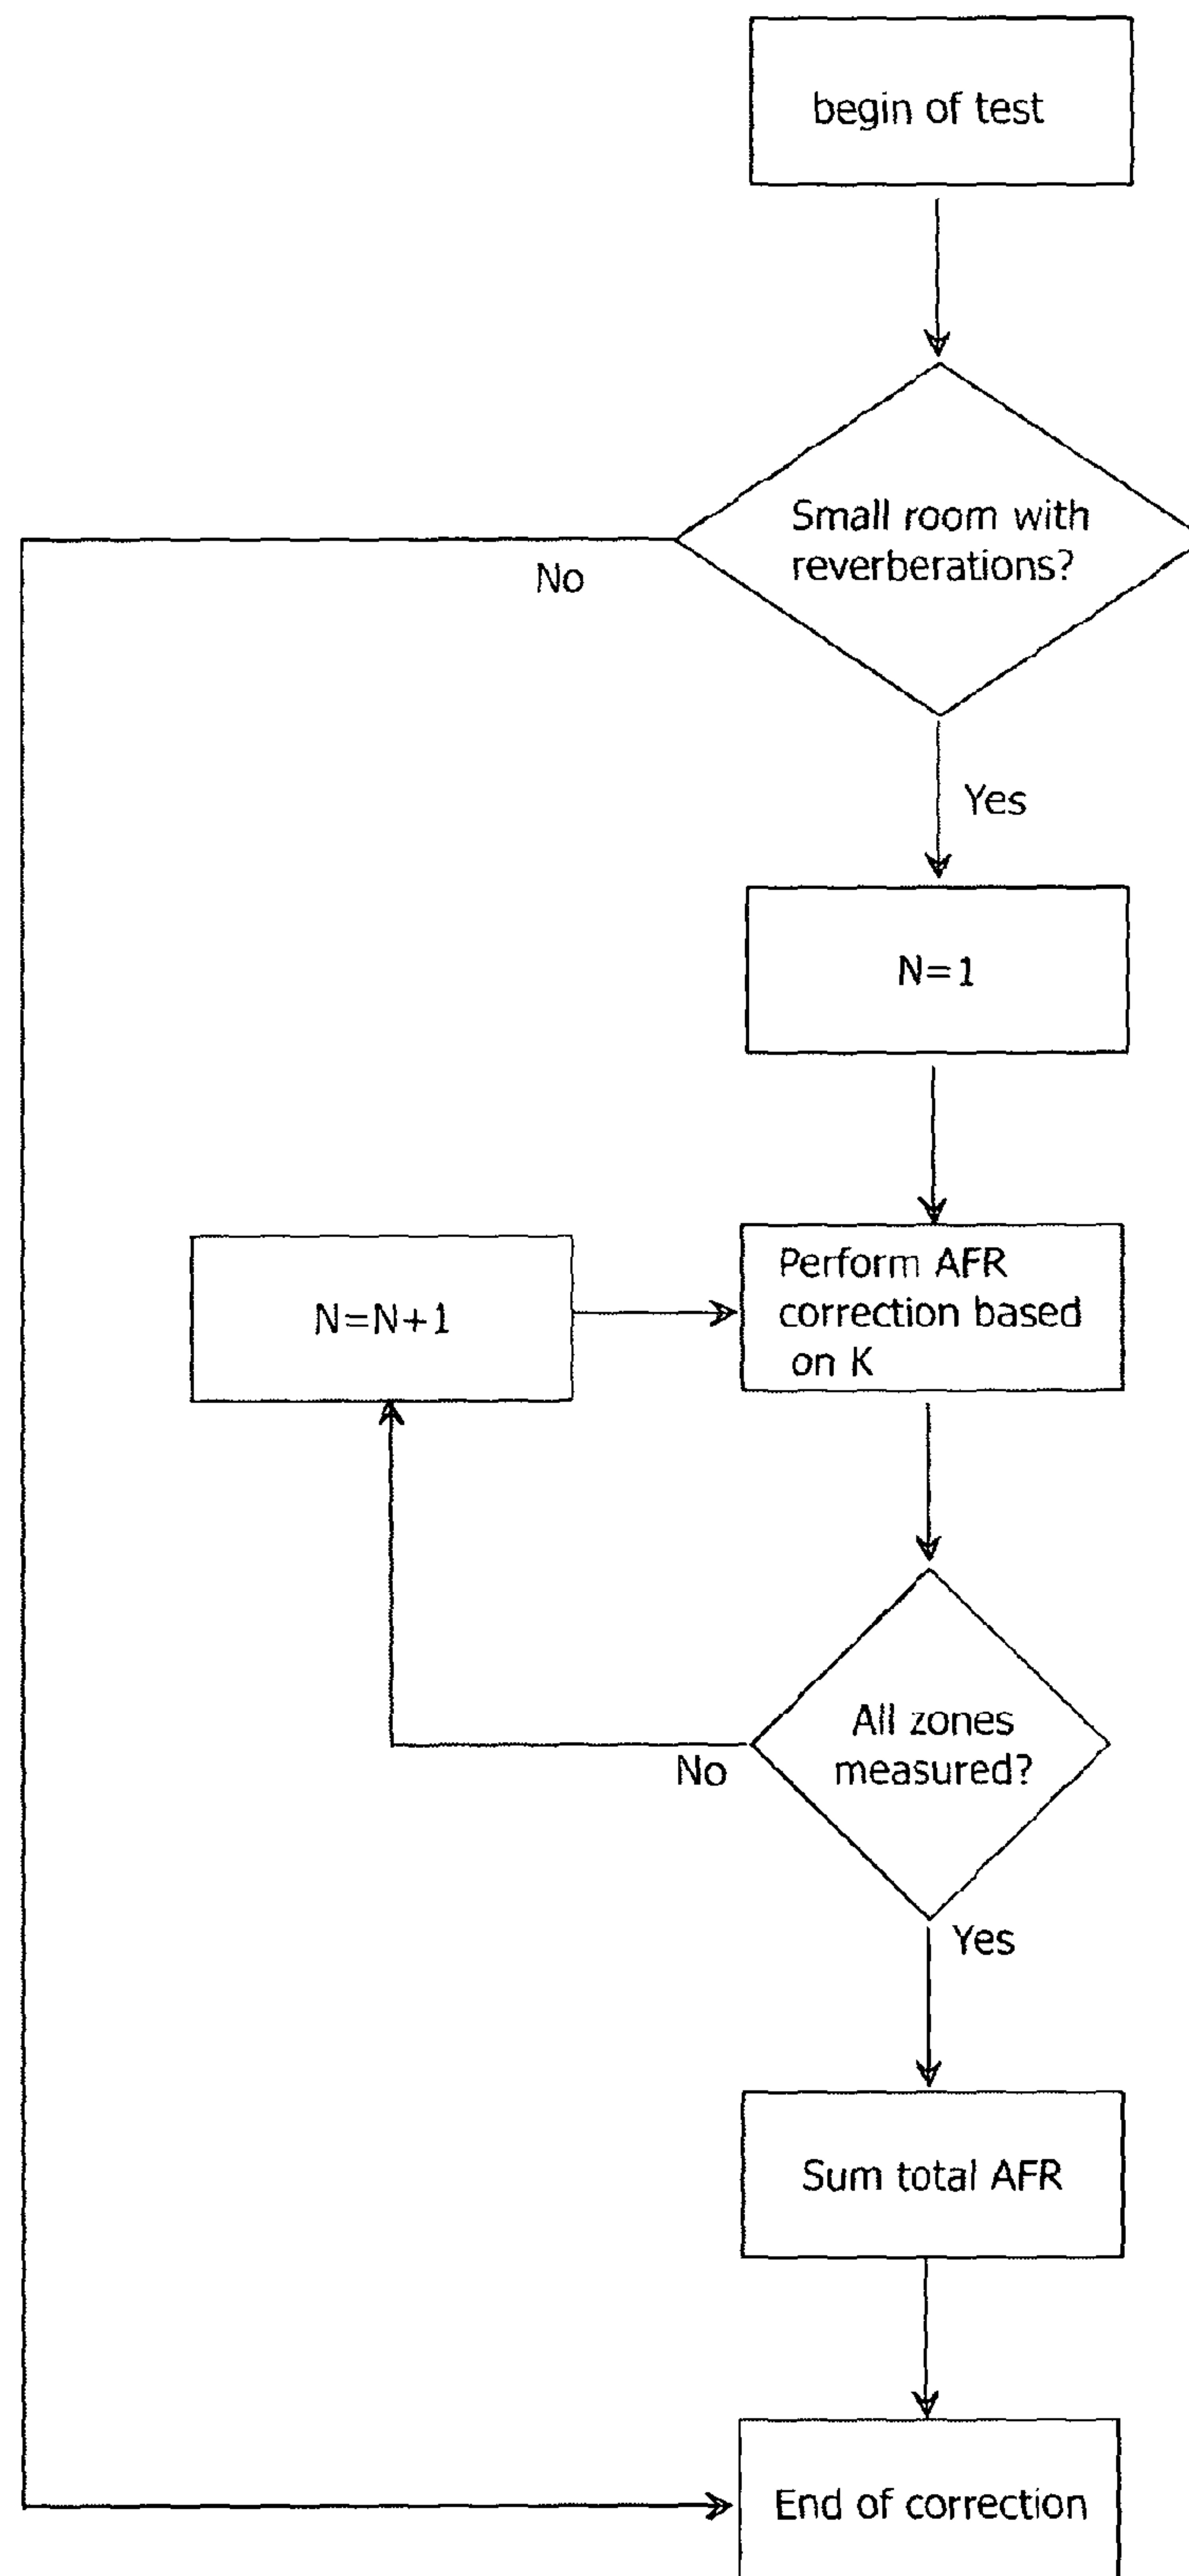 begin of test
Small room with
reverberations?
No
Yes
N=1
N=N+1
Perform AFR
correction based
on K
All zones
measured?
No
Yes
Sum total AFR
End of correction